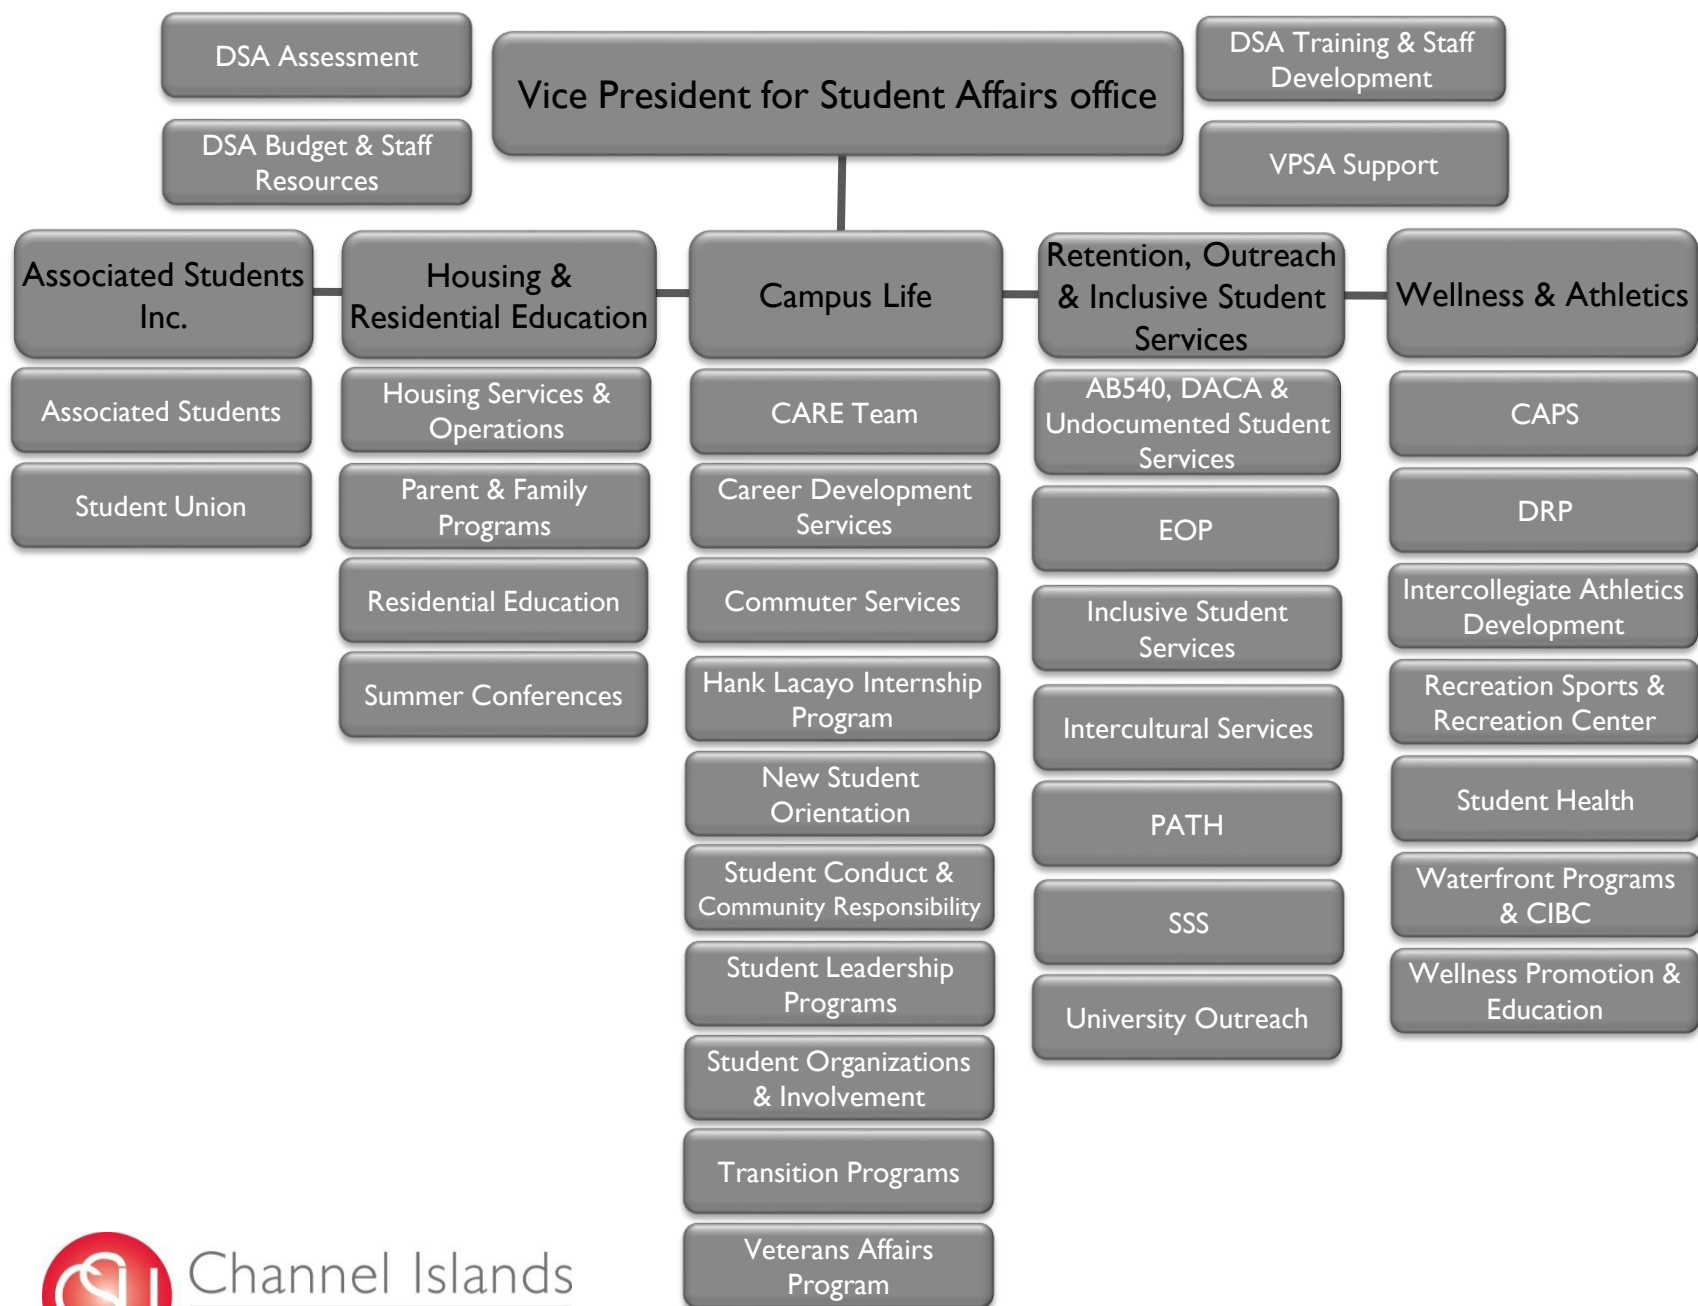 DSA Assessment
DSA Budget & Staff
Resources
Vice President for Student Affairs office
DSA Training & Staff
Development
VPSA Support
Associated Students
Inc.
Associated Students
Student Union
Housing &
Residential Education
Housing Services &
Operations
Parent & Family
Programs
Residential Education
Summer Conferences
Campus Life
CARE Team
Career Development
Services
Commuter Services
Hank Lacayo Internship
Program
New Student
Orientation
Student Conduct &
Community Responsibility
Student Leadership
Programs
Student Organizations
& Involvement
Transition Programs
Veterans Affairs
Program
Retention, Outreach
& Inclusive Student
Services
AB540, DACA &
Undocumented Student
Services
EOP
Inclusive Student
Services
Intercultural Services
PATH
SSS
University Outreach
Wellness & Athletics
CAPS
DRP
Intercollegiate Athletics
Development
Recreation Sports &
Recreation Center
Student Health
Waterfront Programs
& CIBC
Wellness Promotion &
Education
Channel Islands